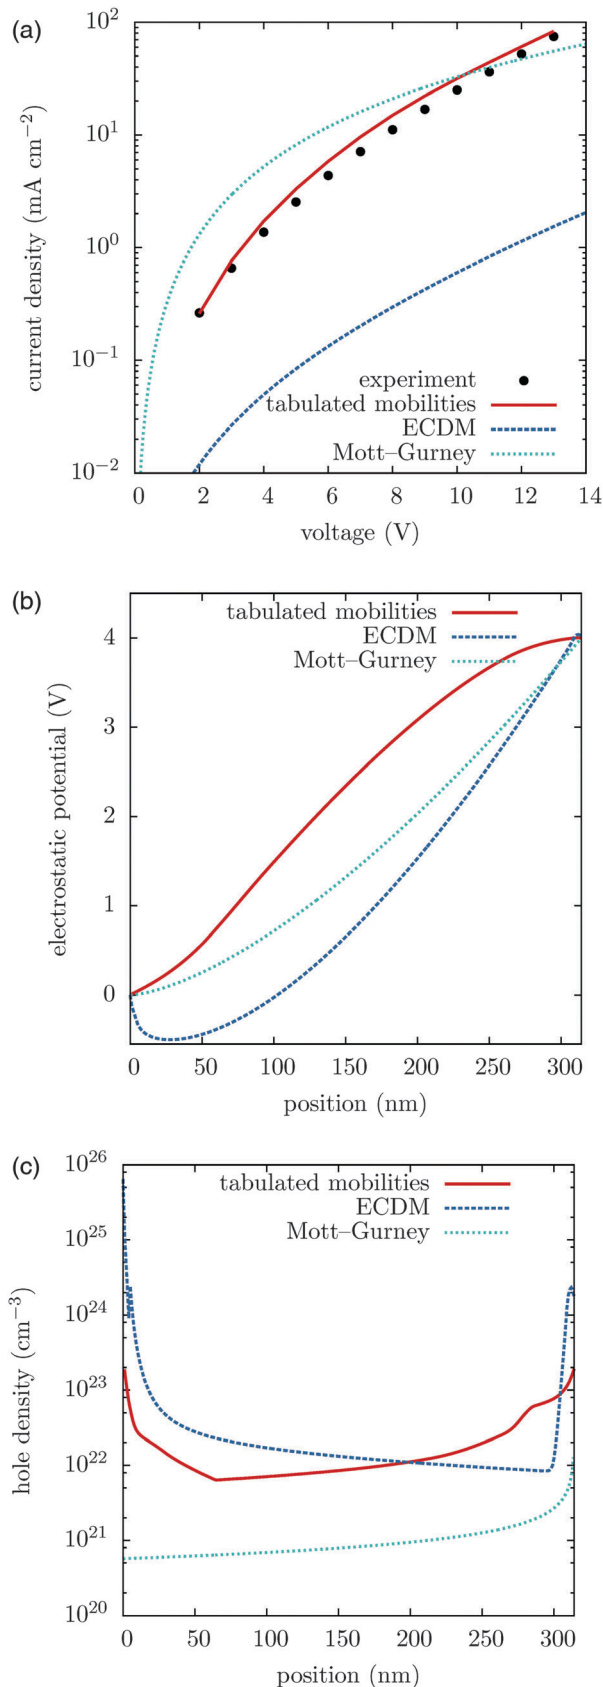 (a)
10²
10¹
10⁰
10⁻¹
10⁻²
current density (mA cm⁻²)
experiment
tabulated mobilities
ECDM
Mott–Gurney
0 2 4 6 8 10 12 14
voltage (V)
(b)
4
3
2
1
0
electrostatic potential (V)
tabulated mobilities
ECDM
Mott–Gurney
0 50 100 150 200 250 300
position (nm)
(c)
10²⁶
10²⁵
10²⁴
10²³
10²²
10²¹
10²⁰
hole density (cm⁻³)
tabulated mobilities
ECDM
Mott–Gurney
0 50 100 150 200 250 300
position (nm)